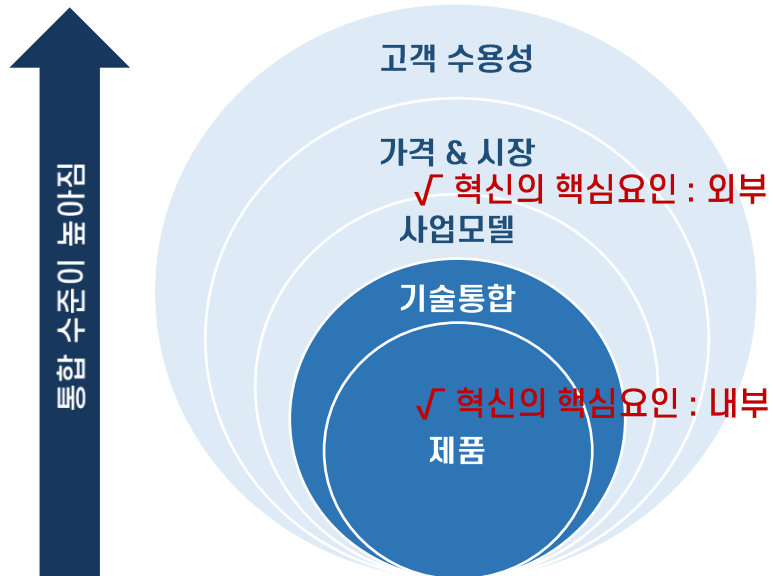 고객 수용성
가격 & 시장
√ 혁신의 핵심요인 : 외부
사업모델
기술통합
√ 혁신의 핵심요인 : 내부
제품
통합 수준이 높아짐